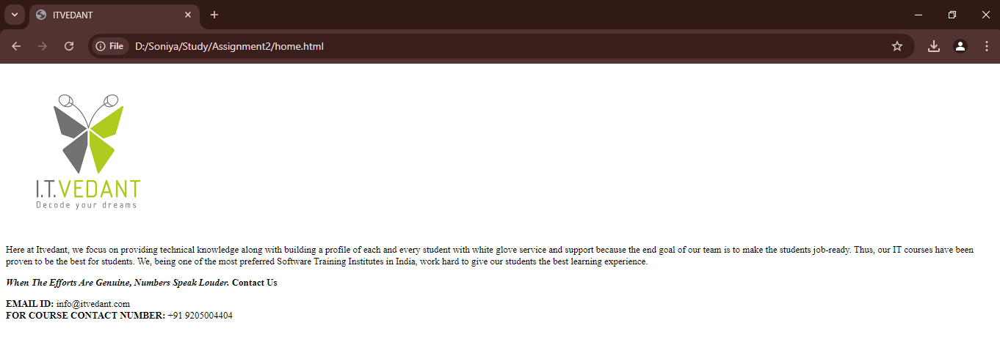 ITVEDANT
File D:/Soniya/Study/Assignment2/home.html
I.T.VEDANT
Decode your dreams
Here at Itvedant, we focus on providing technical knowledge along with building a profile of each and every student with white glove service and support because the end goal of our team is to make the students job-ready. Thus, our IT courses have been
proven to be the best for students. We, being one of the most preferred Software Training Institutes in India, work hard to give our students the best learning experience.
When The Efforts Are Genuine, Numbers Speak Louder. Contact Us
EMAIL ID: info@itvedant.com
FOR COURSE CONTACT NUMBER: +91 9205004404